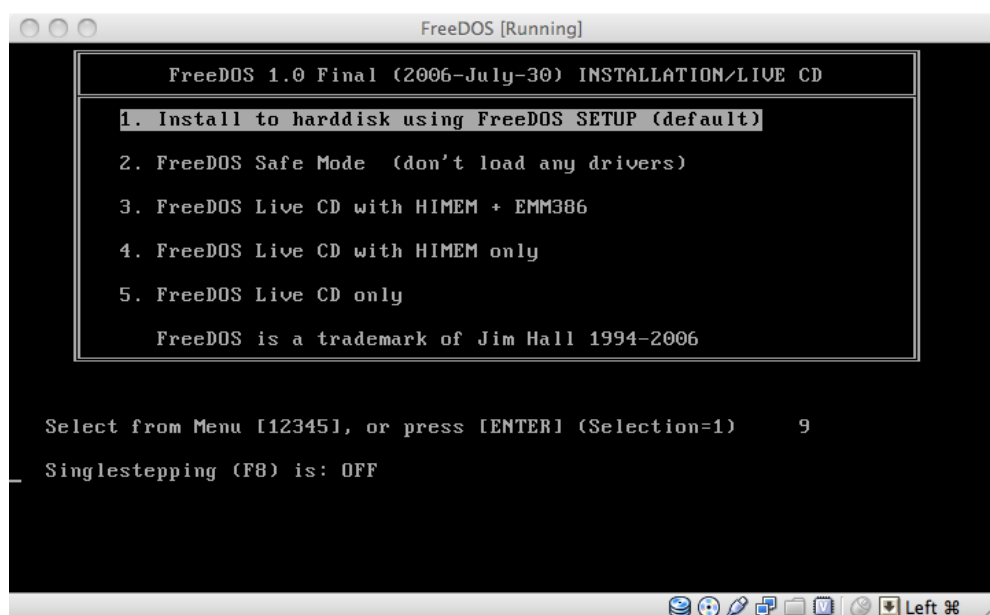 FreeDOS [Running]
FreeDOS 1.0 Final (2006-July-30) INSTALLATION/LIVE CD
1. Install to harddisk using FreeDOS SETUP (default)
2. FreeDOS Safe Mode (don't load any drivers)
3. FreeDOS Live CD with HIMEM + EMM386
4. FreeDOS Live CD with HIMEM only
5. FreeDOS Live CD only
FreeDOS is a trademark of Jim Hall 1994-2006
Select from Menu [12345], or press [ENTER] (Selection=1) 9
Singlestepping (F8) is: OFF
_
Left ⌘